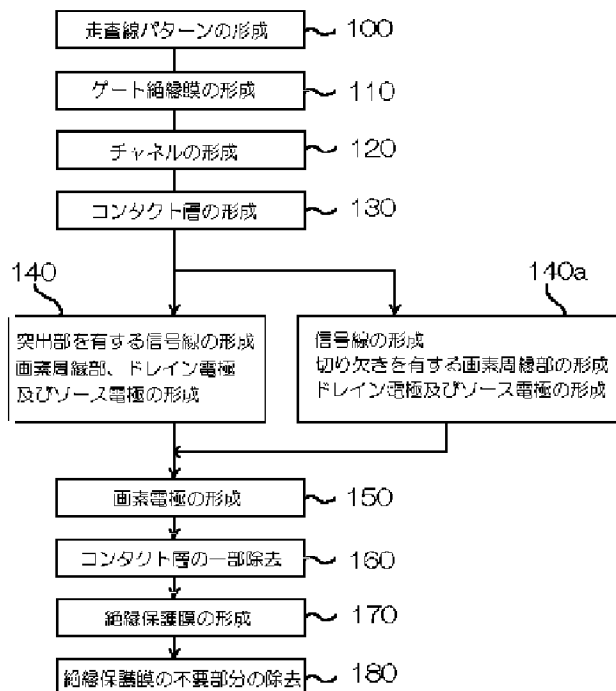 走査線パターンの形成 100
ゲート絶縁膜の形成 110
チャネルの形成 120
コンタクト層の形成 130
140
140a
突出部を有する信号線の形成
画素周縁部、ドレイン電極
及びソース電極の形成
信号線の形成
切り欠きを有する画素周縁部の形成
ドレイン電極及びソース電極の形成
画素電極の形成 150
コンタクト層の一部除去 160
絶縁保護膜の形成 170
絶縁保護膜の不要部分の除去 180